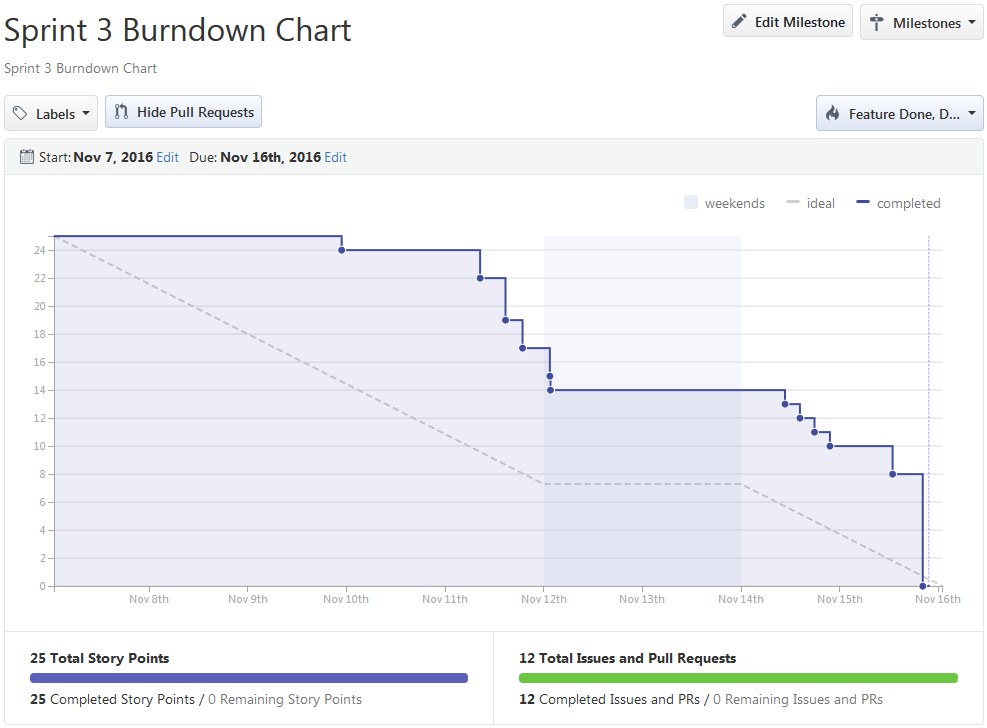 Sprint 3 Burndown Chart
Edit Milestone
Milestones
Sprint 3 Burndown Chart
Labels
Hide Pull Requests
Feature Done, D...
Start: Nov 7, 2016 Edit Due: Nov 16th, 2016 Edit
weekends ideal completed
24
22
20
18
16
14
12
10
8
6
4
2
0
Nov 8th Nov 9th Nov 10th Nov 11th Nov 12th Nov 13th Nov 14th Nov 15th Nov 16th
25 Total Story Points
25 Completed Story Points / 0 Remaining Story Points
12 Total Issues and Pull Requests
12 Completed Issues and PRs / 0 Remaining Issues and PRs